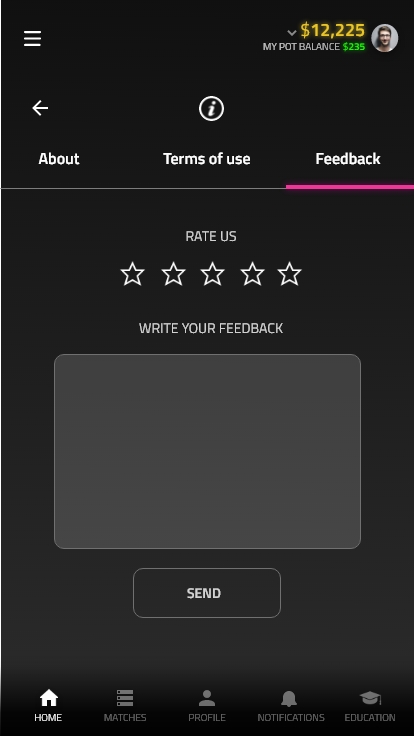 $12,225
MY POT BALANCE $235
i
About Terms of use Feedback
RATE US
WRITE YOUR FEEDBACK
SEND
HOME MATCHES PROFILE NOTIFICATIONS EDUCATION